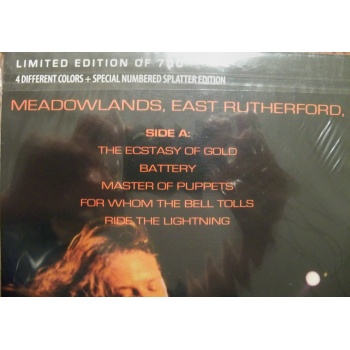 LIMITED EDITION OF
4 DIFFERENT COLORS + SPECIAL NUMBERED SPLATTER EDITION
MEADOWLANDS, EAST RUTHERFORD,
SIDE A:
THE ECSTASY OF GOLD
BATTERY
MASTER OF PUPPETS
FOR WHOM THE BELL TOLLS
RIDE THE LIGHTNING